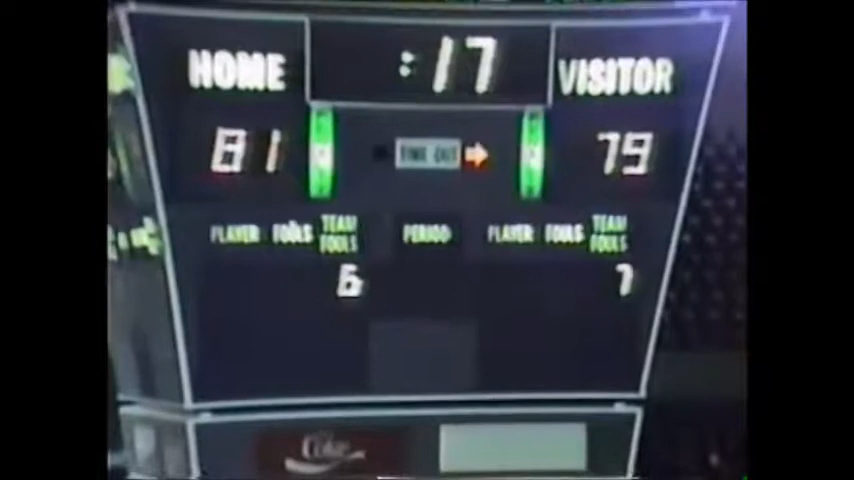 HOME :17 VISITOR
81 TIME OUT 79
PLAYER FOULS TEAM FOULS PERIOD PLAYER FOULS TEAM FOULS
6 7
Coke